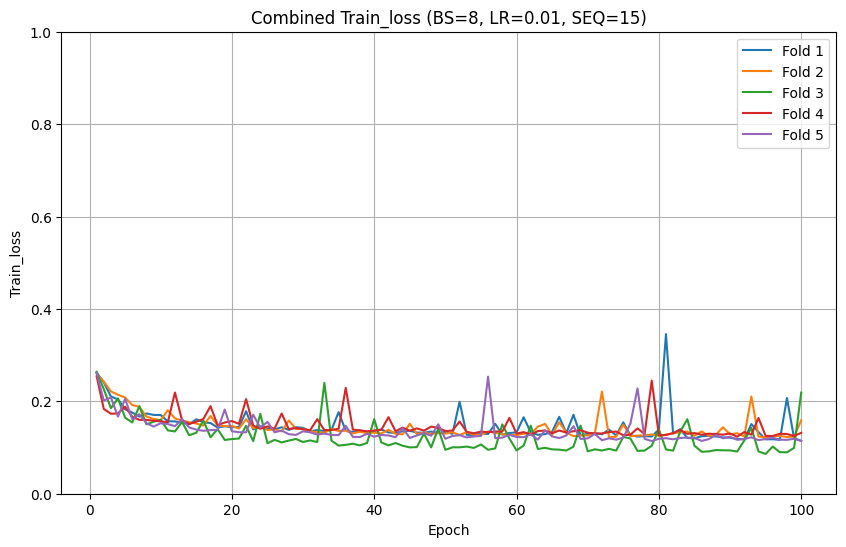 Combined Train_loss (BS=8, LR=0.01, SEQ=15)
1.0
0.8
0.6
0.4
0.2
0.0
Train_loss
Fold 1
Fold 2
Fold 3
Fold 4
Fold 5
0 20 40 60 80 100
Epoch